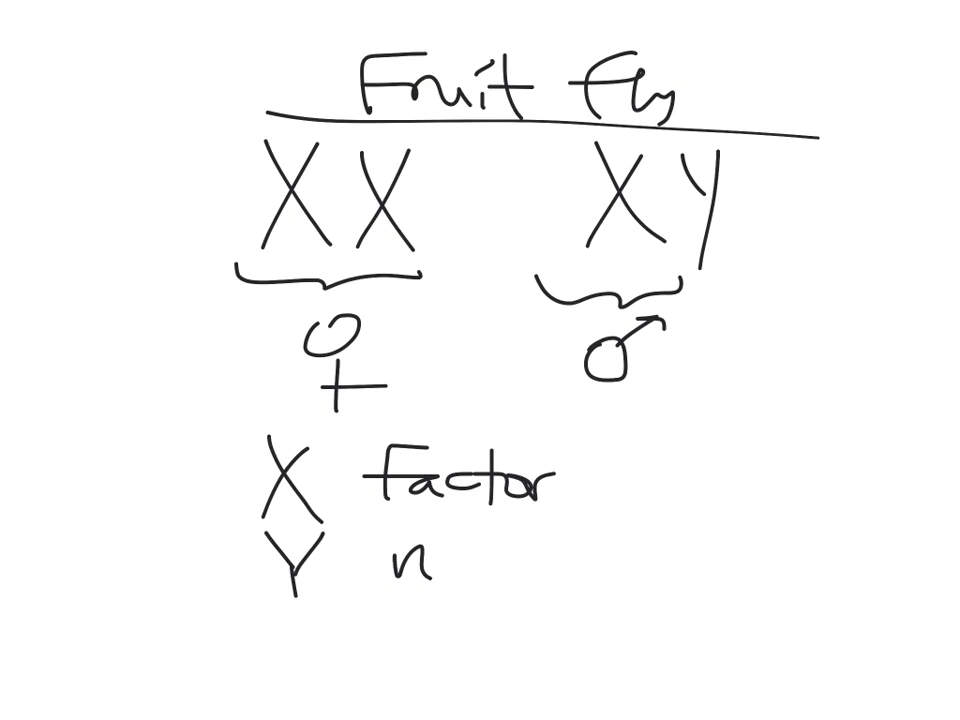 Fruit fly
XX XY
♀ ♂
X factor
Y n